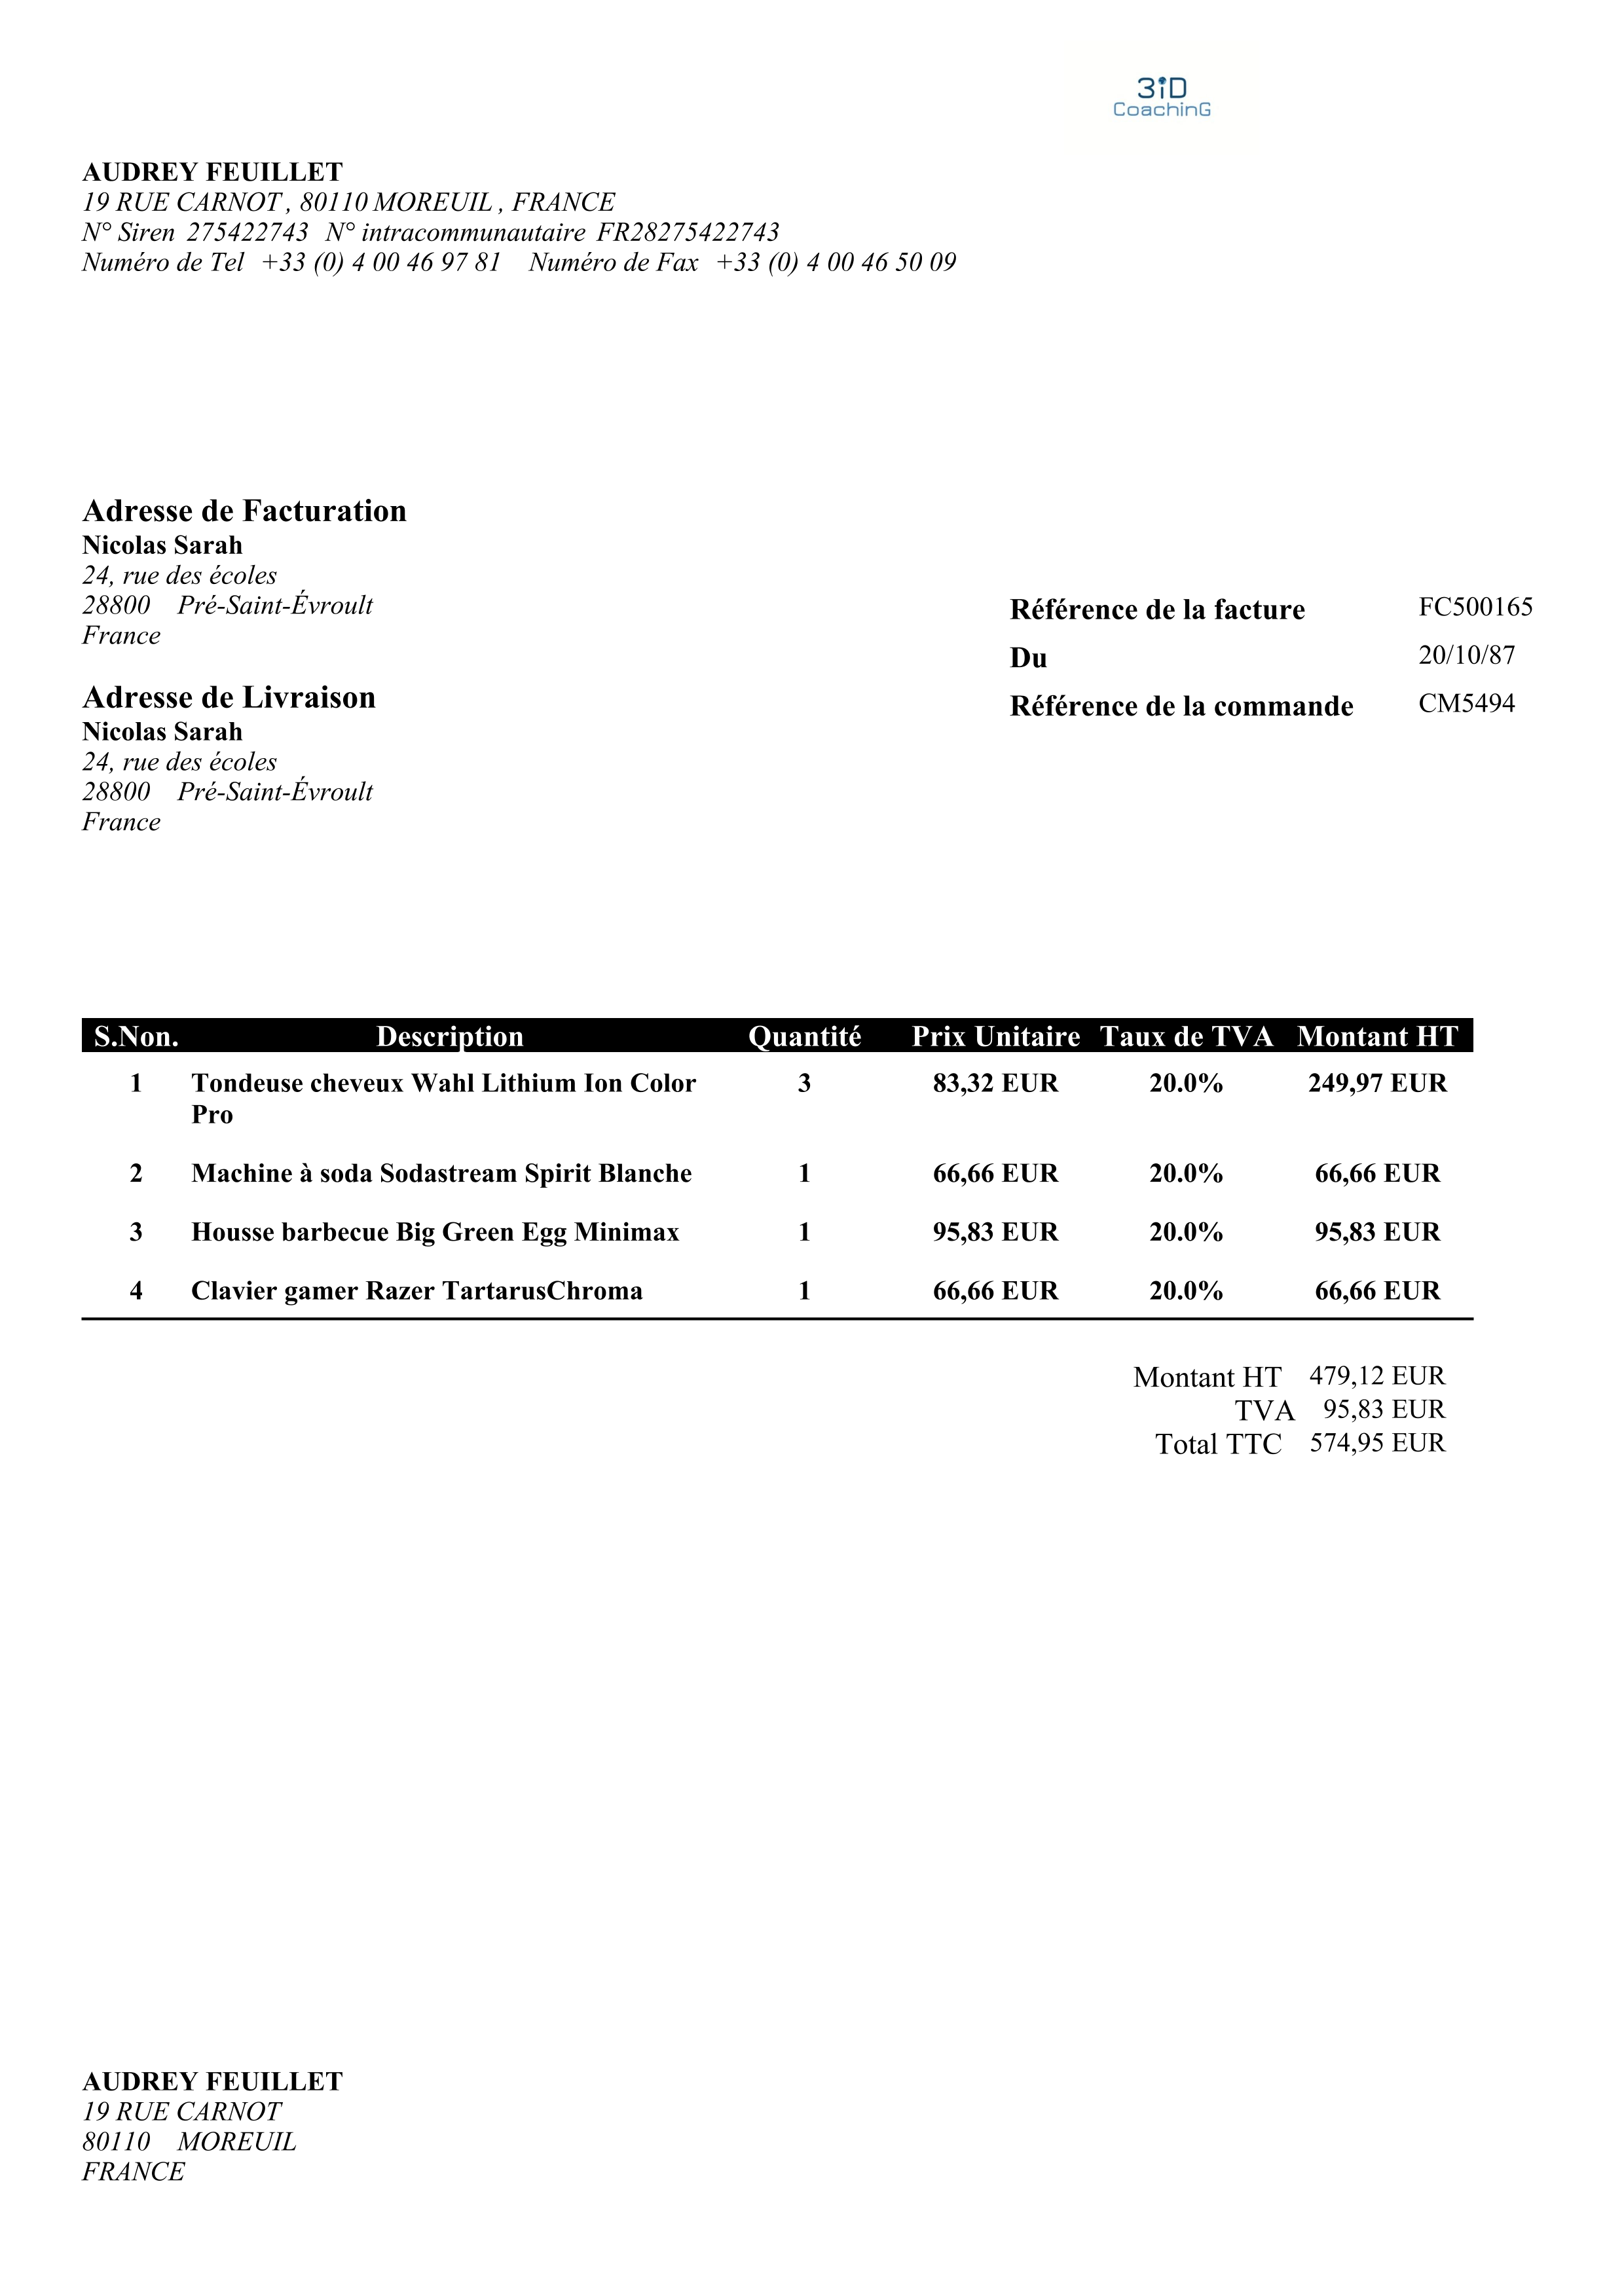 3iD
CoachinG
AUDREY FEUILLET
19 RUE CARNOT , 80110 MOREUIL , FRANCE
N° Siren 275422743 N° intracommunautaire FR28275422743
Numéro de Tel +33 (0) 4 00 46 97 81 Numéro de Fax +33 (0) 4 00 46 50 09
Adresse de Facturation
Nicolas Sarah
24, rue des écoles
28800 Pré-Saint-Évroult
France
Référence de la facture FC500165
Du 20/10/87
Référence de la commande CM5494
Adresse de Livraison
Nicolas Sarah
24, rue des écoles
28800 Pré-Saint-Évroult
France
S.Non. Description Quantité Prix Unitaire Taux de TVA Montant HT
1 Tondeuse cheveux Wahl Lithium Ion Color 3 83,32 EUR 20.0% 249,97 EUR
Pro
2 Machine à soda Sodastream Spirit Blanche 1 66,66 EUR 20.0% 66,66 EUR
3 Housse barbecue Big Green Egg Minimax 1 95,83 EUR 20.0% 95,83 EUR
4 Clavier gamer Razer TartarusChroma 1 66,66 EUR 20.0% 66,66 EUR
Montant HT 479,12 EUR
TVA 95,83 EUR
Total TTC 574,95 EUR
AUDREY FEUILLET
19 RUE CARNOT
80110 MOREUIL
FRANCE